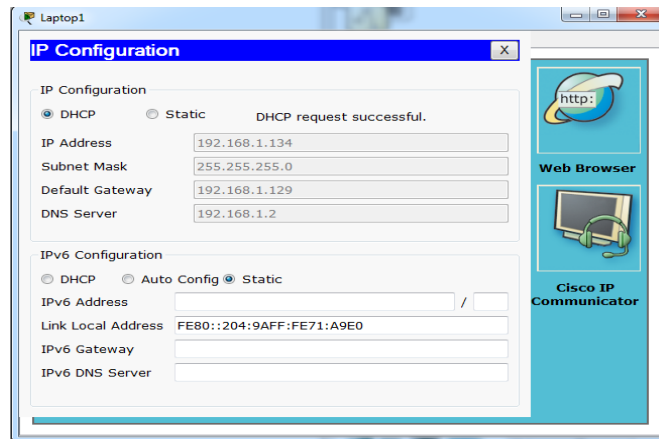 Laptop1
IP Configuration
X
IP Configuration
DHCP Static DHCP request successful.
IP Address 192.168.1.134
Subnet Mask 255.255.255.0
Default Gateway 192.168.1.129
DNS Server 192.168.1.2
IPv6 Configuration
DHCP Auto Config Static
IPv6 Address /
Link Local Address FE80::204:9AFF:FE71:A9E0
IPv6 Gateway
IPv6 DNS Server
http:
Web Browser
Cisco IP
Communicator